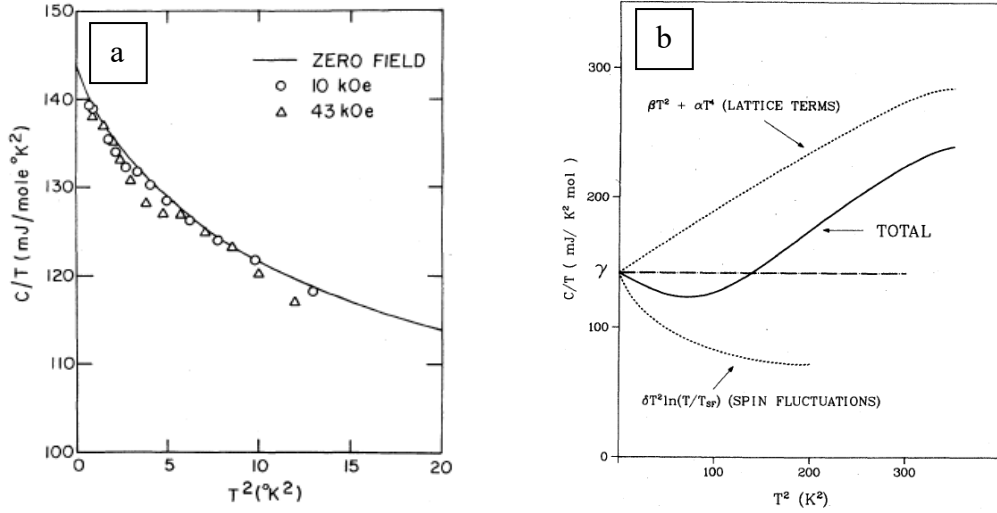 a
ZERO FIELD
10 kOe
43 kOe
C/T (mJ/mole °K²)
150
140
130
120
110
100
0
5
10
15
20
T²(°K²)
b
300
200
γ
100
0
C/T ( mJ/ K² mol )
βT² + αT⁴ (LATTICE TERMS)
TOTAL
δT²ln(T/T_SF) (SPIN FLUCTUATIONS)
100
200
300
T² (K²)